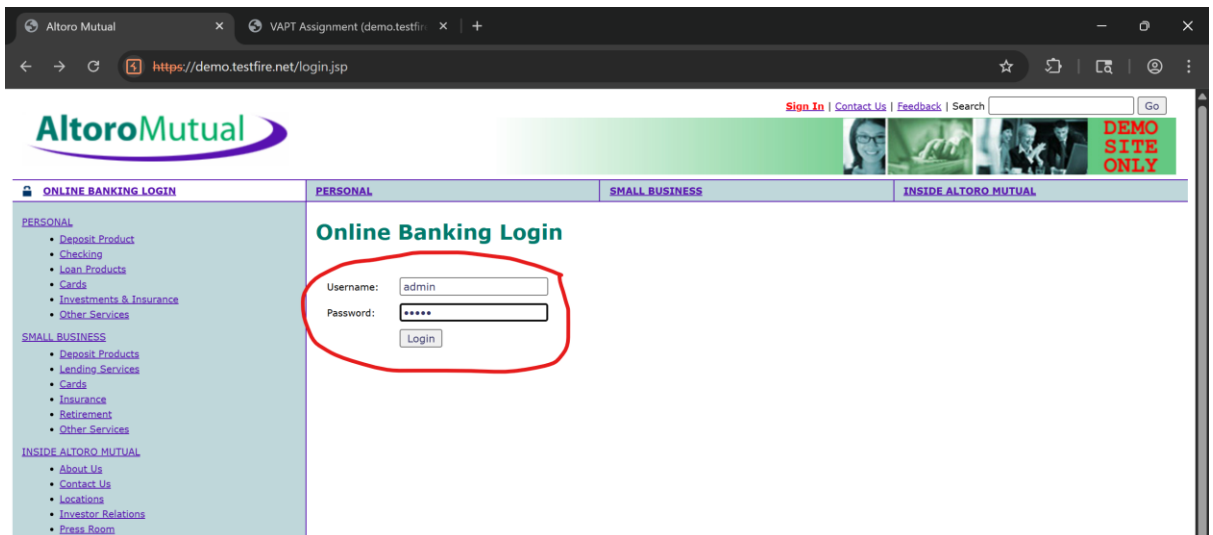 Altoro Mutual
VAPT Assignment (demo.testfire
https://demo.testfire.net/login.jsp
Sign In | Contact Us | Feedback | Search Go
AltoroMutual
DEMO
SITE
ONLY
ONLINE BANKING LOGIN PERSONAL SMALL BUSINESS INSIDE ALTORO MUTUAL
PERSONAL
• Deposit Product
• Checking
• Loan Products
• Cards
• Investments & Insurance
• Other Services
SMALL BUSINESS
• Deposit Products
• Lending Services
• Cards
• Insurance
• Retirement
• Other Services
INSIDE ALTORO MUTUAL
• About Us
• Contact Us
• Locations
• Investor Relations
• Press Room
Online Banking Login
Username: admin
Password: •••••
Login